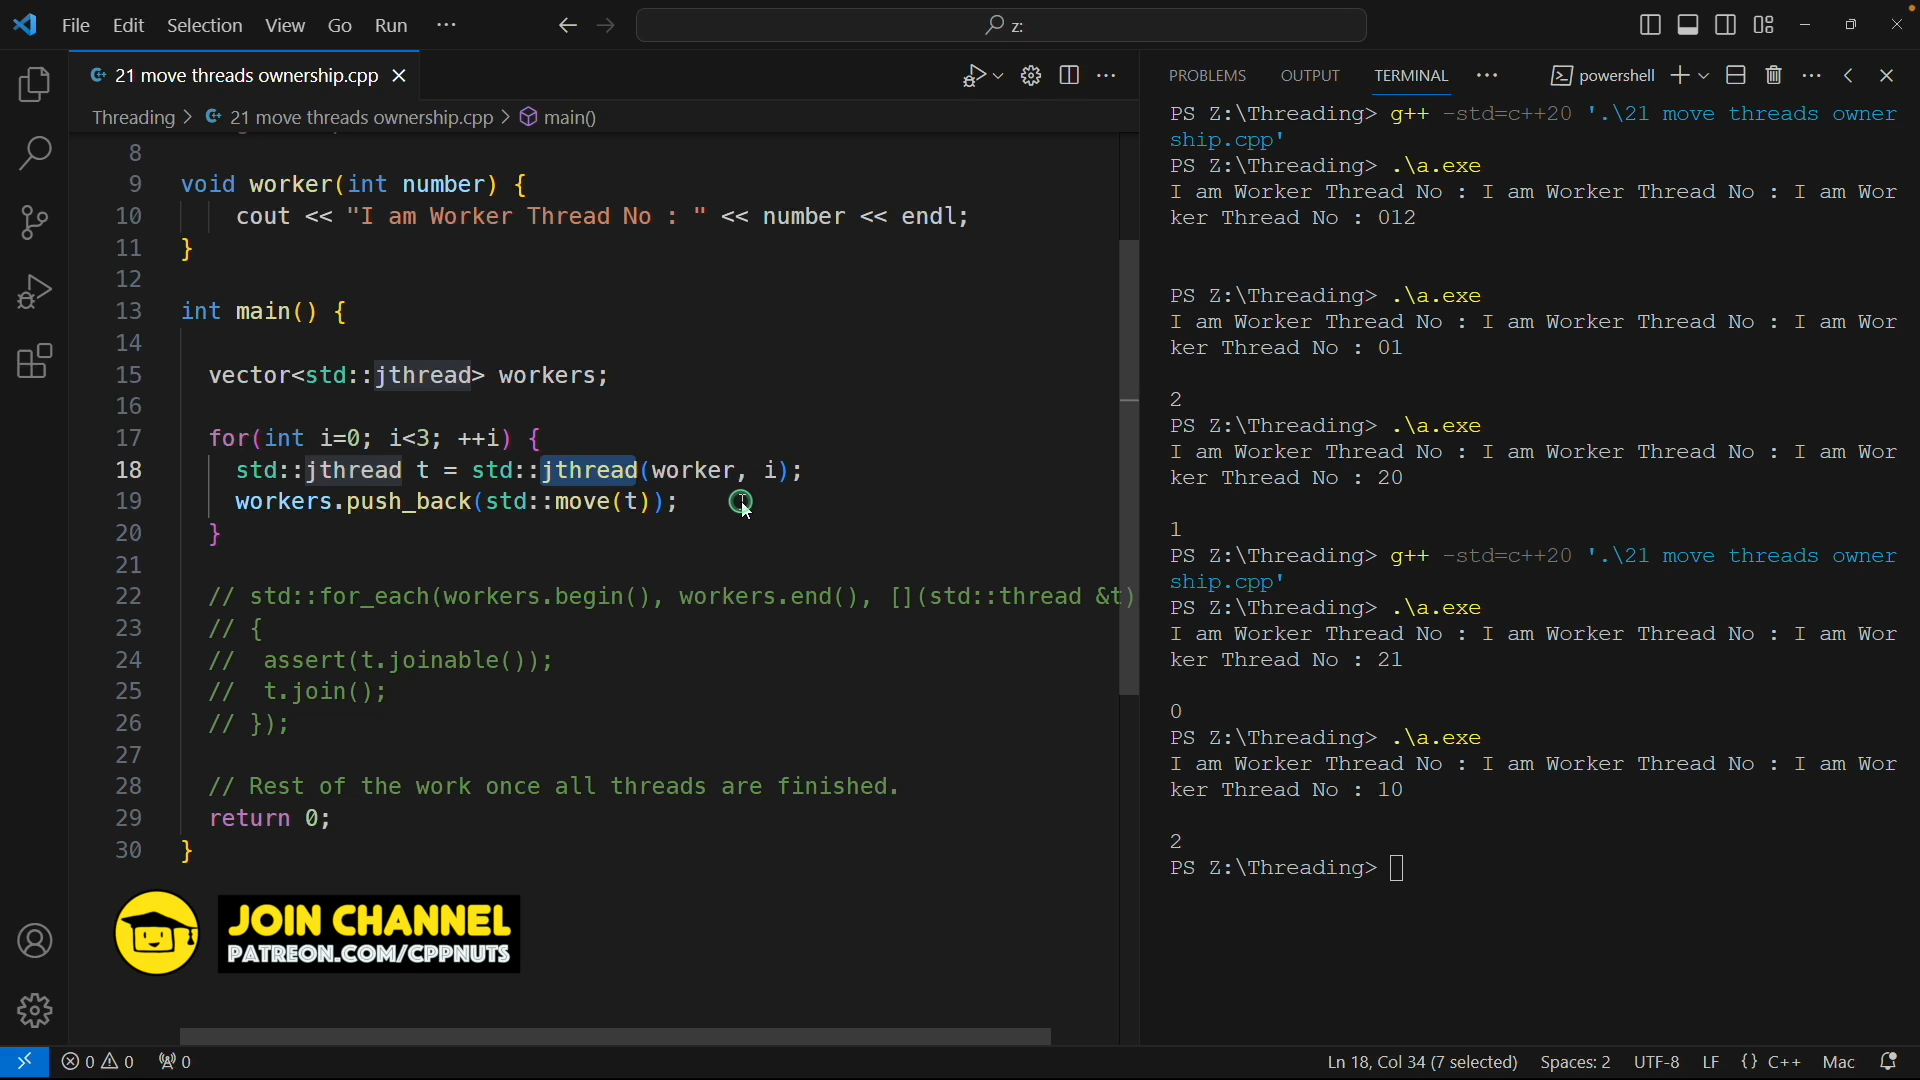 File Edit Selection View Go Run ··· z:
21 move threads ownership.cpp
Threading > 21 move threads ownership.cpp > main()
8
9 void worker(int number) {
10 cout << "I am Worker Thread No : " << number << endl;
11 }
12
13 int main() {
14
15 vector<std::jthread> workers;
16
17 for(int i=0; i<3; ++i) {
18 std::jthread t = std::jthread(worker, i);
19 workers.push_back(std::move(t));
20 }
21
22 // std::for_each(workers.begin(), workers.end(), [](std::thread &t)
23 // {
24 // assert(t.joinable());
25 // t.join();
26 // });
27
28 // Rest of the work once all threads are finished.
29 return 0;
30 }
JOIN CHANNEL
PATREON.COM/CPPNUTS
PROBLEMS OUTPUT TERMINAL ··· powershell
PS Z:\Threading> g++ -std=c++20 '.\21 move threads owner
ship.cpp'
PS Z:\Threading> .\a.exe
I am Worker Thread No : I am Worker Thread No : I am Wor
ker Thread No : 012
PS Z:\Threading> .\a.exe
I am Worker Thread No : I am Worker Thread No : I am Wor
ker Thread No : 01
2
PS Z:\Threading> .\a.exe
I am Worker Thread No : I am Worker Thread No : I am Wor
ker Thread No : 20
1
PS Z:\Threading> g++ -std=c++20 '.\21 move threads owner
ship.cpp'
PS Z:\Threading> .\a.exe
I am Worker Thread No : I am Worker Thread No : I am Wor
ker Thread No : 21
0
PS Z:\Threading> .\a.exe
I am Worker Thread No : I am Worker Thread No : I am Wor
ker Thread No : 10
2
PS Z:\Threading>
0 0 0 Ln 18, Col 34 (7 selected) Spaces: 2 UTF-8 LF {} C++ Mac